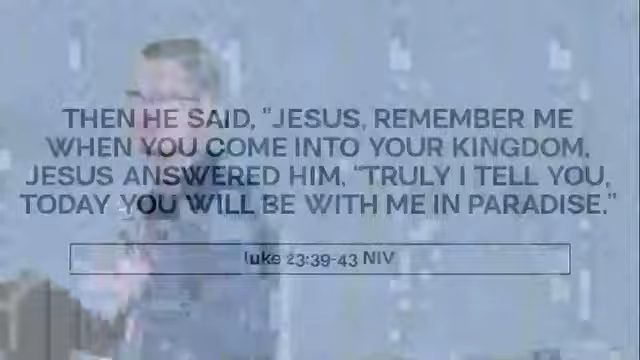 THEN HE SAID, "JESUS, REMEMBER ME
WHEN YOU COME INTO YOUR KINGDOM.
JESUS ANSWERED HIM, "TRULY I TELL YOU,
TODAY YOU WILL BE WITH ME IN PARADISE."
luke 23:39-43 NIV